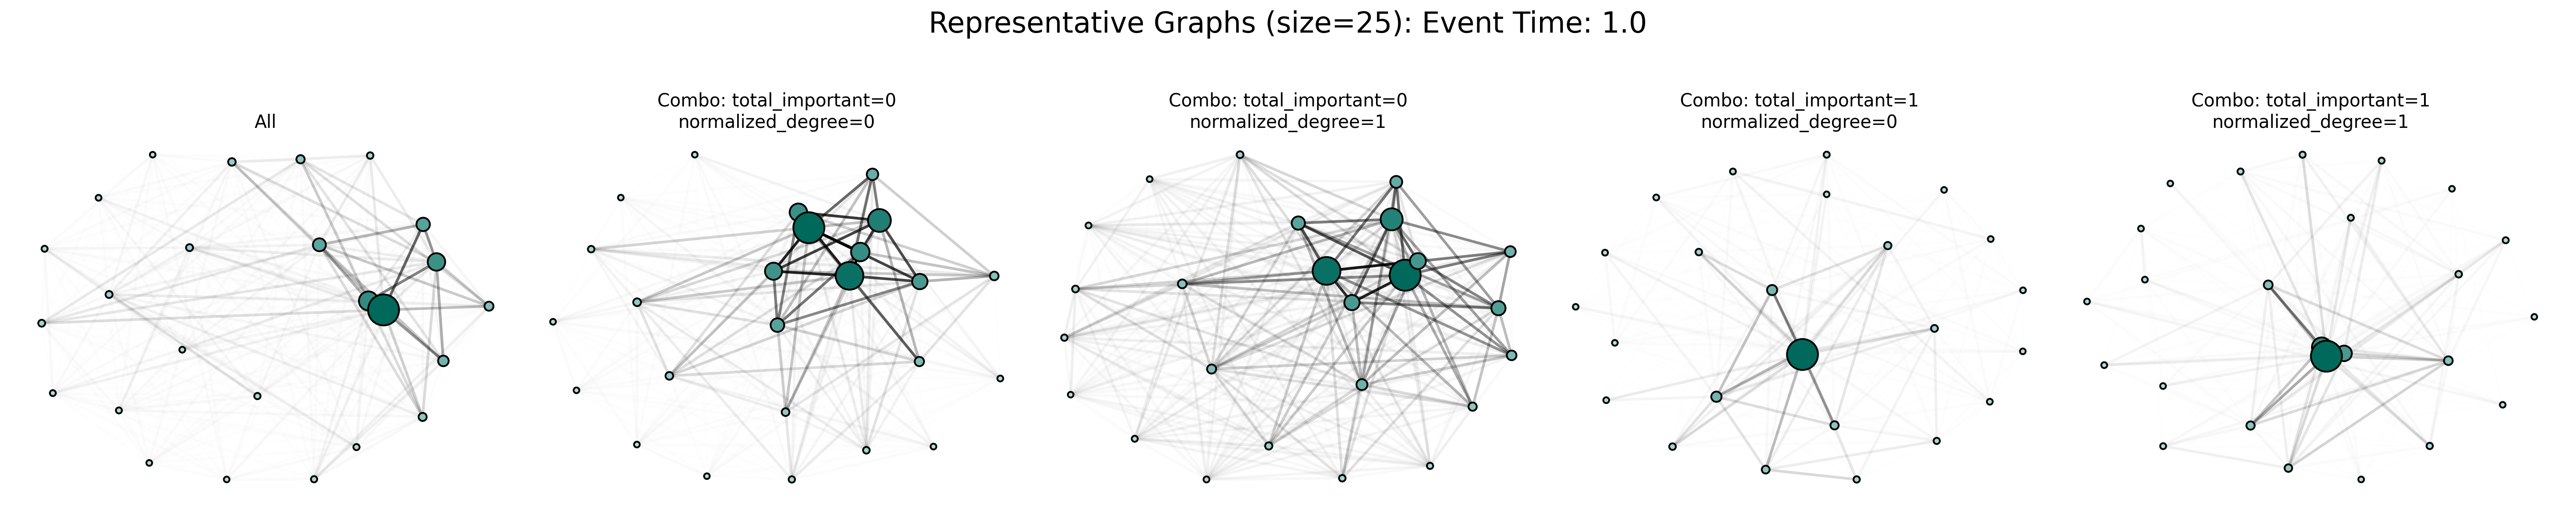 Representative Graphs (size=25): Event Time: 1.0
All
Combo: total_important=0
normalized_degree=0
Combo: total_important=0
normalized_degree=1
Combo: total_important=1
normalized_degree=0
Combo: total_important=1
normalized_degree=1